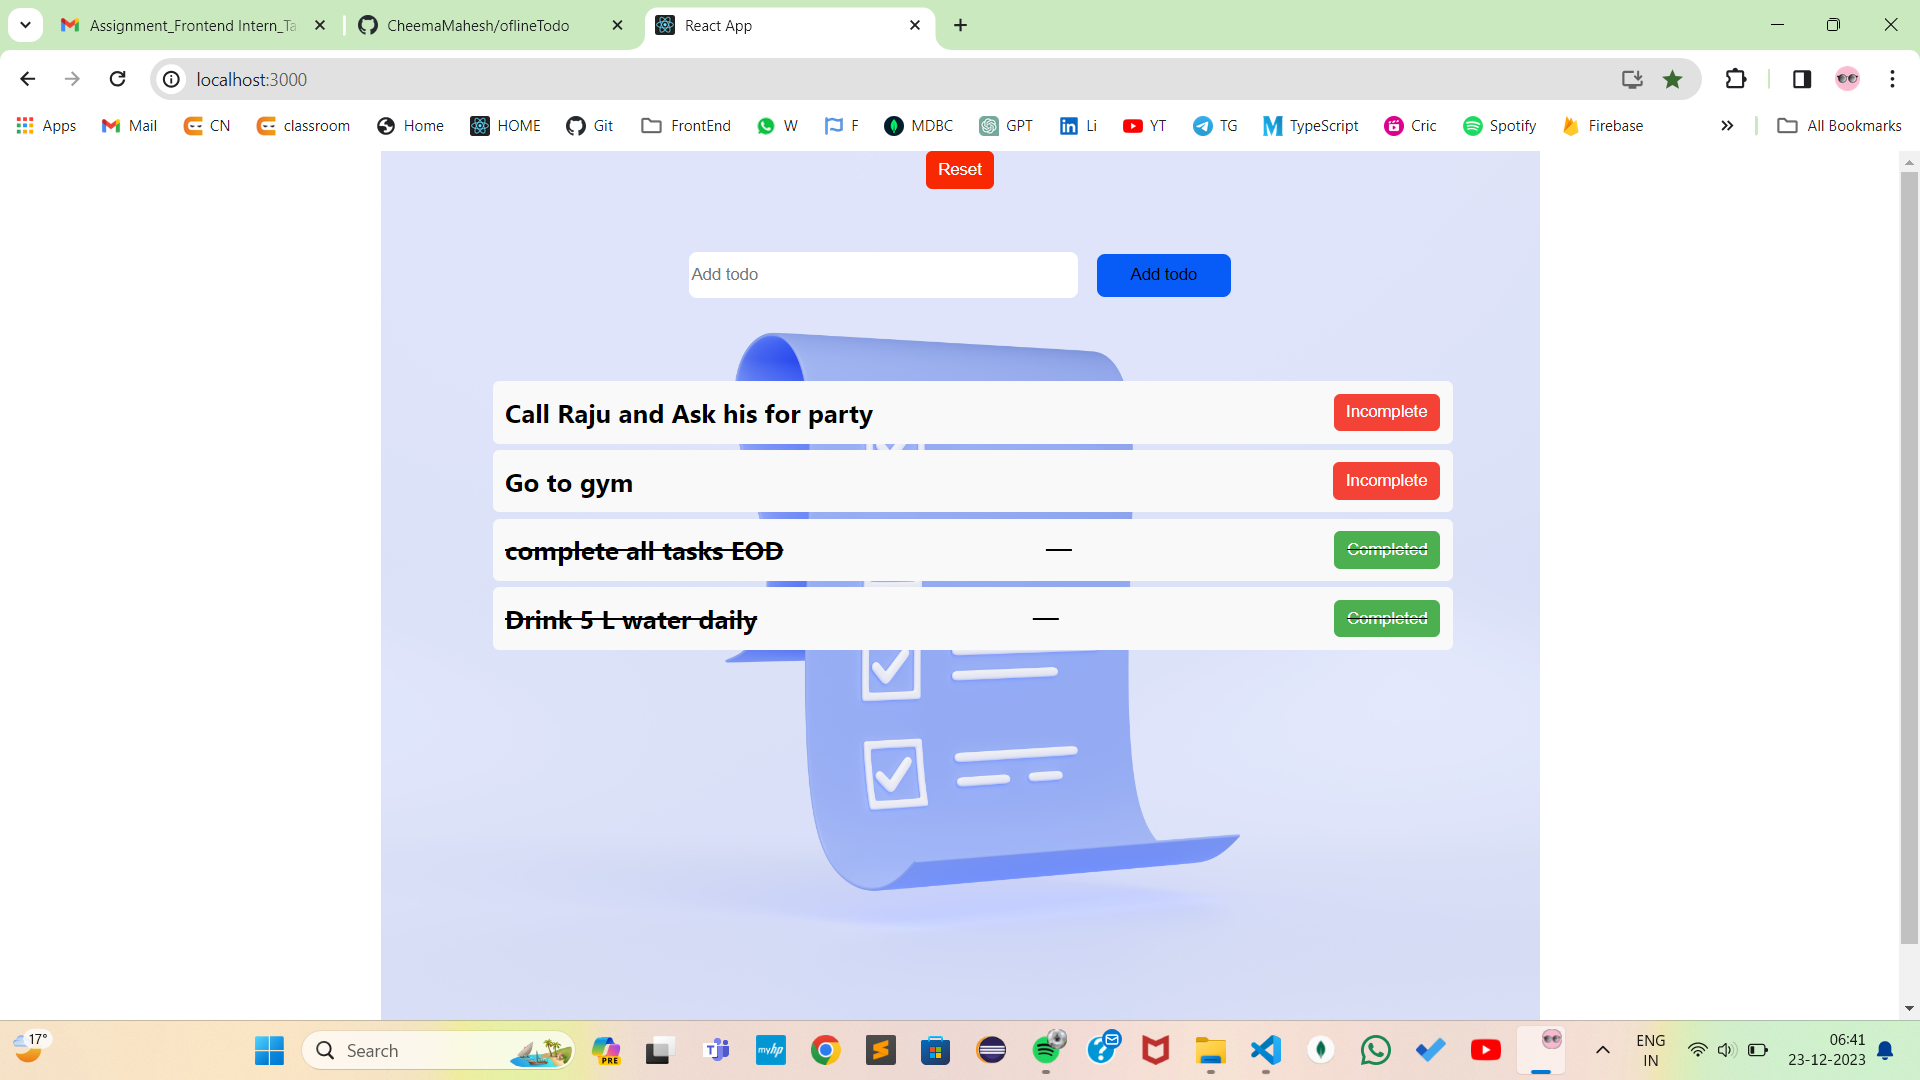 Assignment_Frontend Intern_Ta
CheemaMahesh/oflineTodo
React App
localhost:3000
Apps
Mail
CN
classroom
Home
HOME
Git
FrontEnd
W
F
MDBC
GPT
Li
YT
TG
TypeScript
Cric
Spotify
Firebase
All Bookmarks
Reset
Add todo
Add todo
Call Raju and Ask his for party
Incomplete
Go to gym
Incomplete
complete all tasks EOD
Completed
Drink 5 L water daily
Completed
17°
Search
PRE
myhp
ENG
IN
06:41
23-12-2023